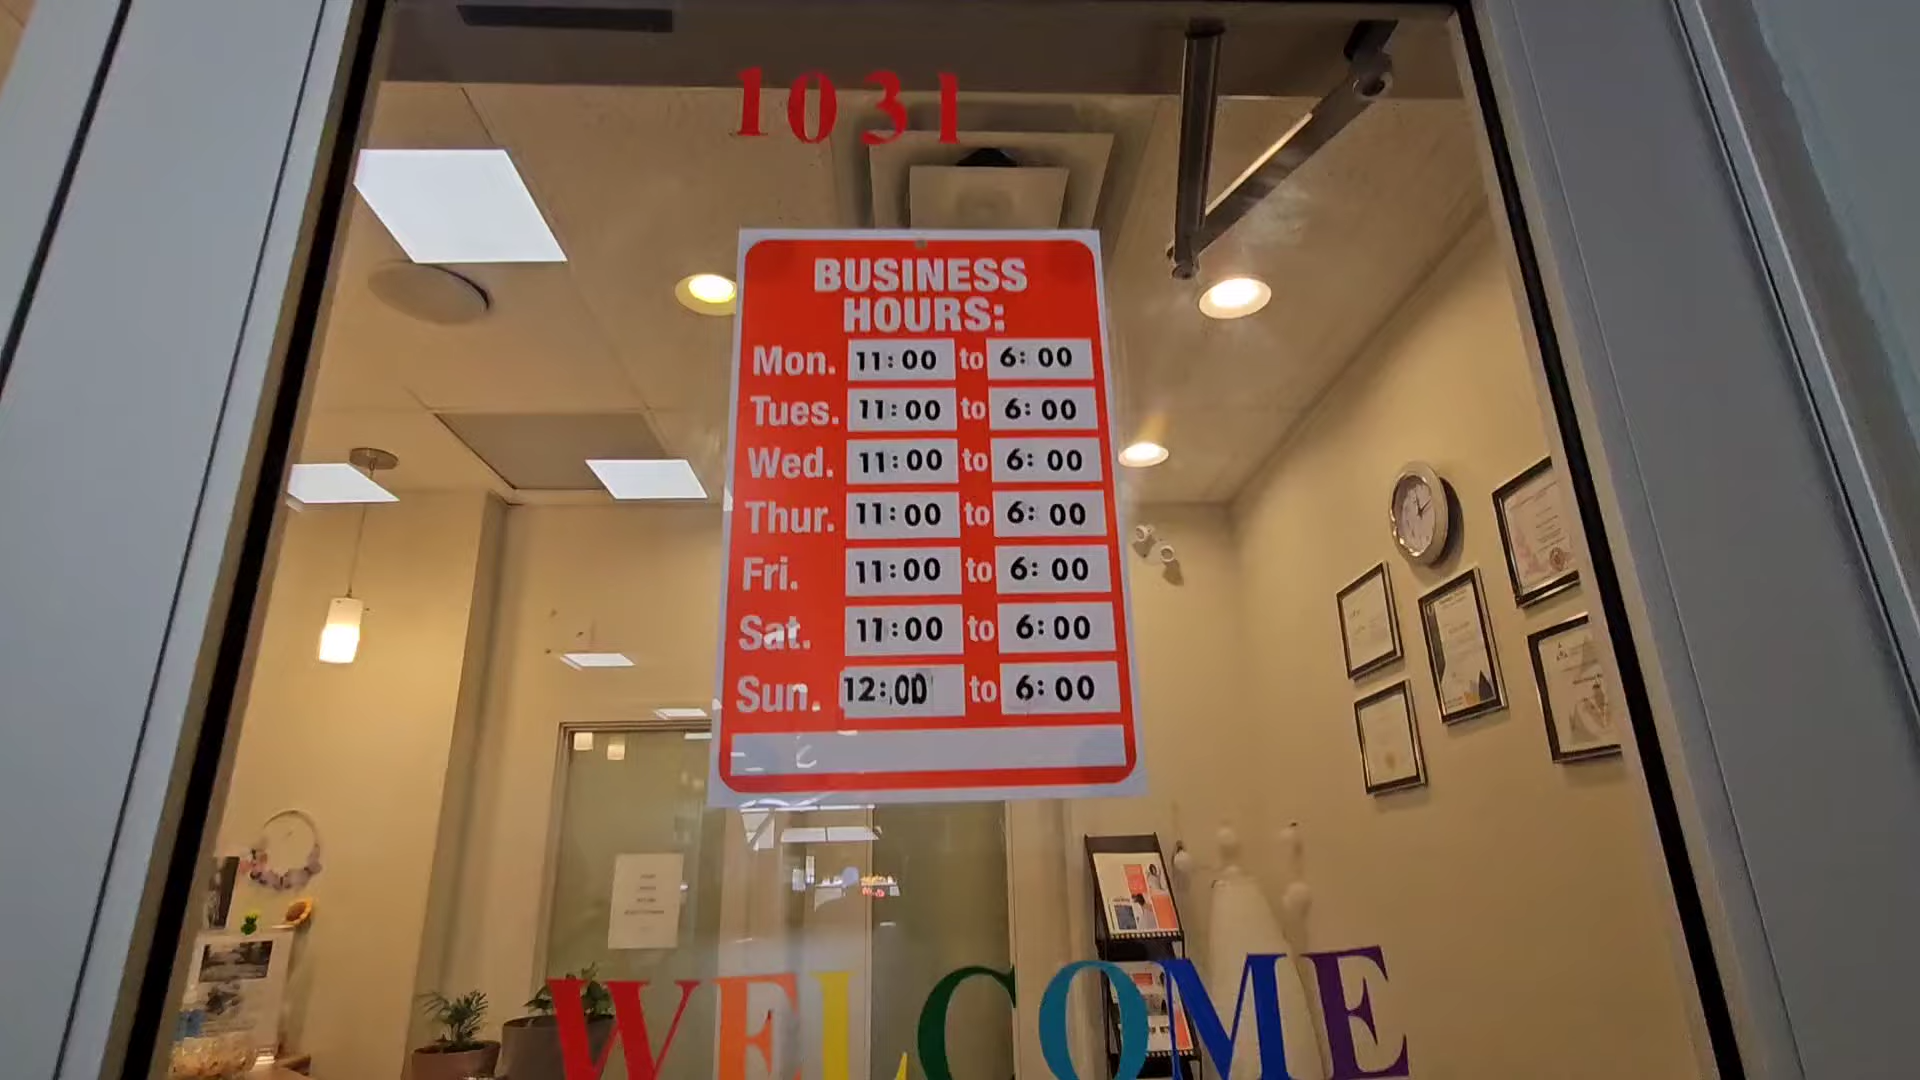 1031
BUSINESS
HOURS:
Mon. 11:00 to 6:00
Tues. 11:00 to 6:00
Wed. 11:00 to 6:00
Thur. 11:00 to 6:00
Fri. 11:00 to 6:00
Sat. 11:00 to 6:00
Sun. 12:00 to 6:00
WELCOME